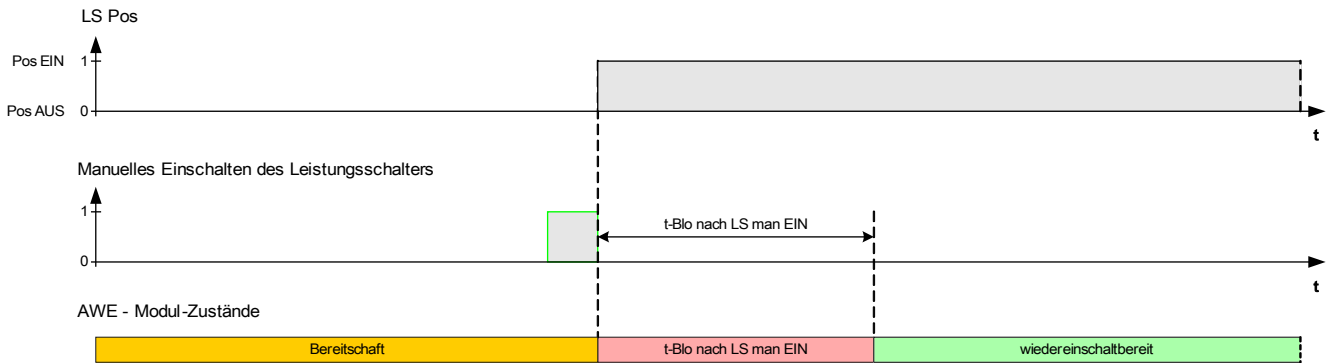 LS Pos
Pos EIN 1
Pos AUS 0
t
Manuelles Einschalten des Leistungsschalters
1
t-Blo nach LS man EIN
0
t
AWE - Modul-Zustände
Bereitschaft t-Blo nach LS man EIN wiedereinschaltbereit